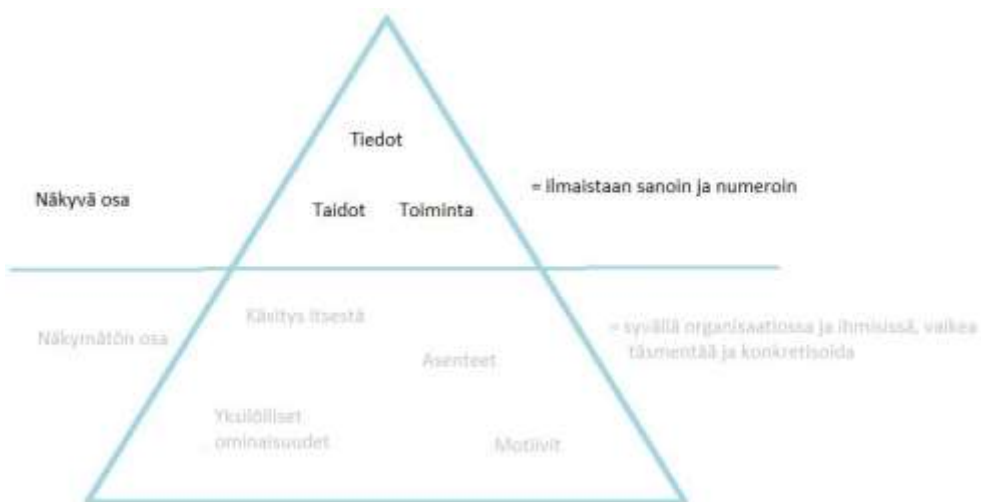 Tiedot
Näkyvä osa
= ilmaistaan sanoin ja numeroin
Taidot Toiminta
Kävitys itsestä
Näkymätön osa
= syvällä organisaatiossa ja ihmisissä, vaikea
täsmentää ja konkretisoida
Asenteet
Yksilölliset
ominaisuudet
Motiivit